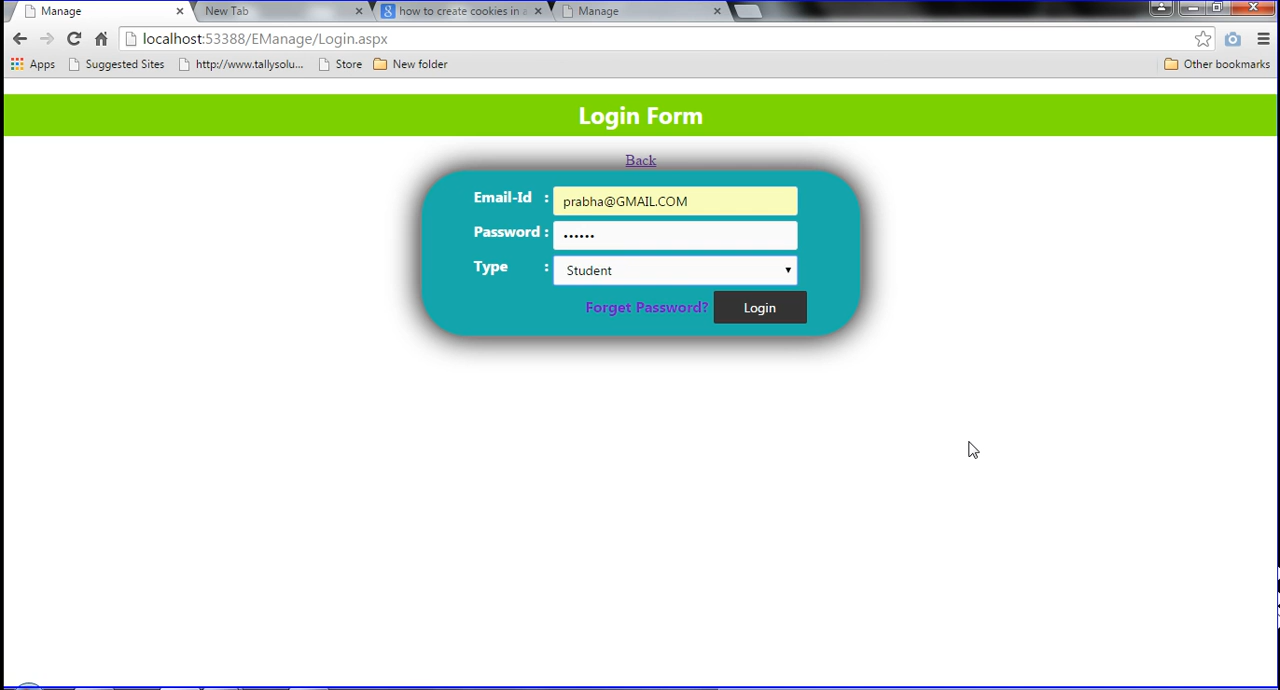 Manage
New Tab
how to create cookies in
Manage
localhost:53388/EManage/Login.aspx
Apps
Suggested Sites
http://www.tallysolu...
Store
New folder
Other bookmarks
Login Form
Back
Email-Id : prabha@GMAIL.COM
Password : ••••••
Type : Student
Forget Password? Login